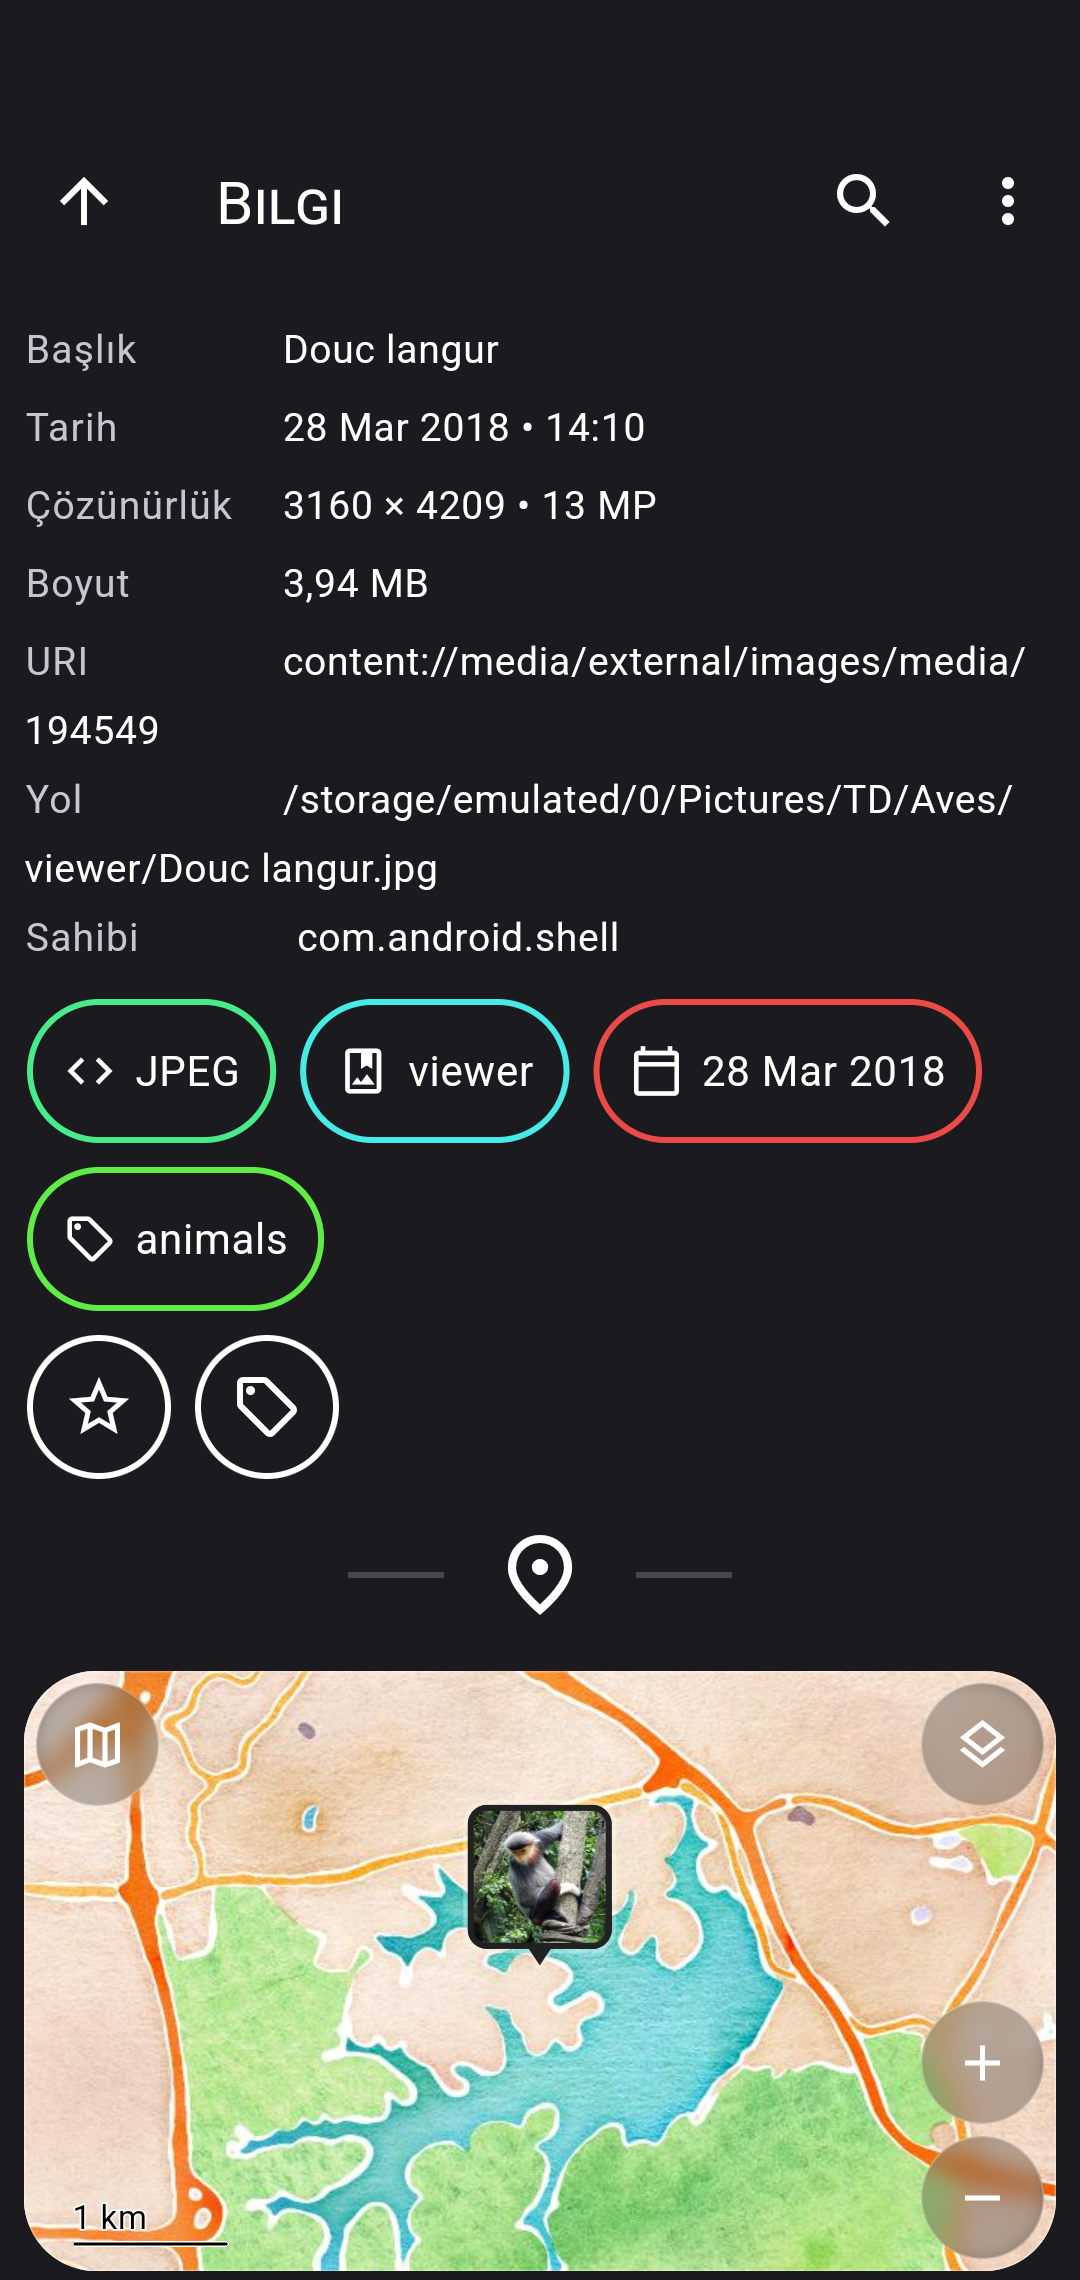 BILGI
Başlık Douc langur
Tarih 28 Mar 2018 • 14:10
Çözünürlük 3160 × 4209 • 13 MP
Boyut 3,94 MB
URI content://media/external/images/media/
194549
Yol /storage/emulated/0/Pictures/TD/Aves/
viewer/Douc langur.jpg
Sahibi com.android.shell
JPEG viewer 28 Mar 2018
animals
1 km